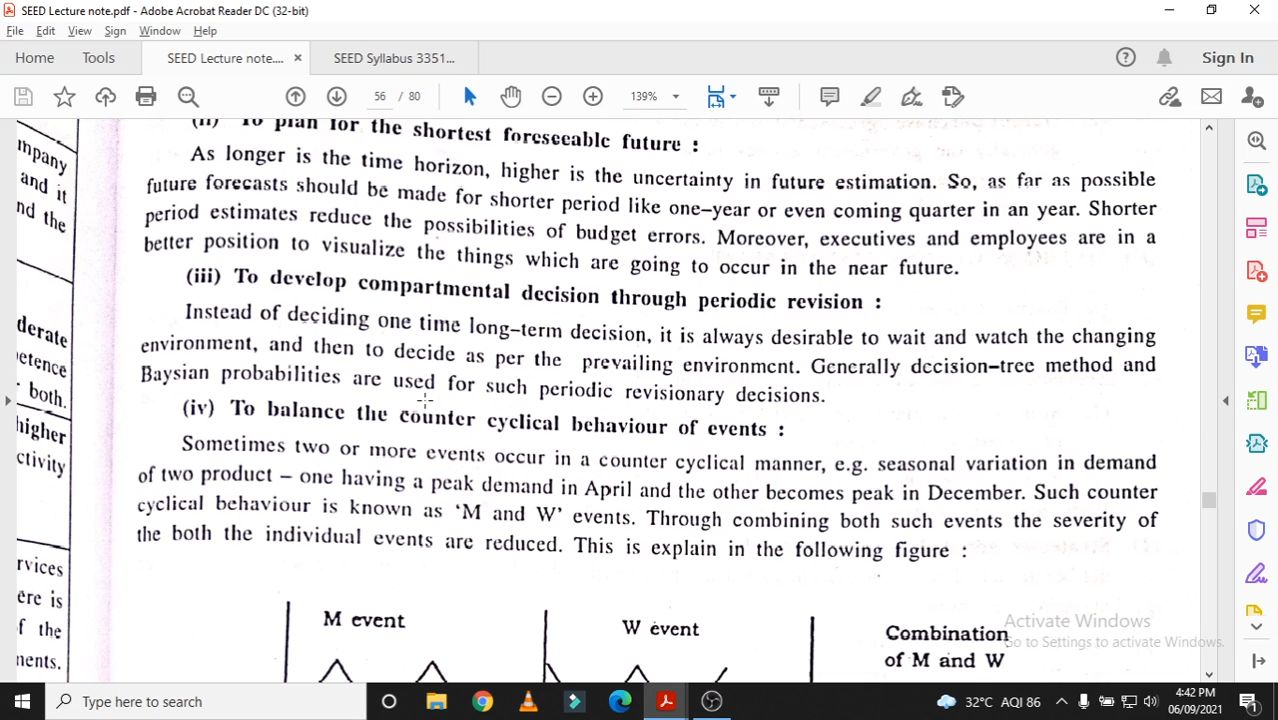 SEED Lecture note.pdf - Adobe Acrobat Reader DC (32-bit)
File Edit View Sign Window Help
Home Tools SEED Lecture note.... × SEED Syllabus 3351... Sign In
56 / 80 139%
(ii) To plan for the shortest foreseeable future :
As longer is the time horizon, higher is the uncertainty in future estimation. So, as far as possible
future forecasts should be made for shorter period like one-year or even coming quarter in an year. Shorter
period estimates reduce the possibilities of budget errors. Moreover, executives and employees are in a
better position to visualize the things which are going to occur in the near future.
(iii) To develop compartmental decision through periodic revision :
Instead of deciding one time long-term decision, it is always desirable to wait and watch the changing
environment, and then to decide as per the prevailing environment. Generally decision-tree method and
Baysian probabilities are used for such periodic revisionary decisions.
(iv) To balance the counter cyclical behaviour of events :
Sometimes two or more events occur in a counter cyclical manner, e.g. seasonal variation in demand
of two product - one having a peak demand in April and the other becomes peak in December. Such counter
cyclical behaviour is known as 'M and W' events. Through combining both such events the severity of
the both the individual events are reduced. This is explain in the following figure :
M event
W event
Combination
of M and W
mpany
and it
nd the
derate
petence
both.
higher
ctivity
rvices
ere is
f the
nents.
Activate Windows
Go to Settings to activate Windows.
Type here to search
32°C AQI 86
4:42 PM
06/09/2021
1